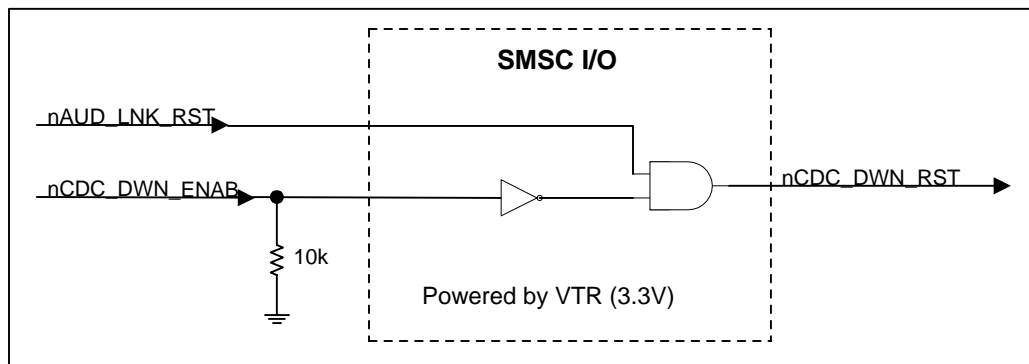 SMSC I/O
nAUD_LNK_RST
nCDC_DWN_ENAB
nCDC_DWN_RST
10k
Powered by VTR (3.3V)